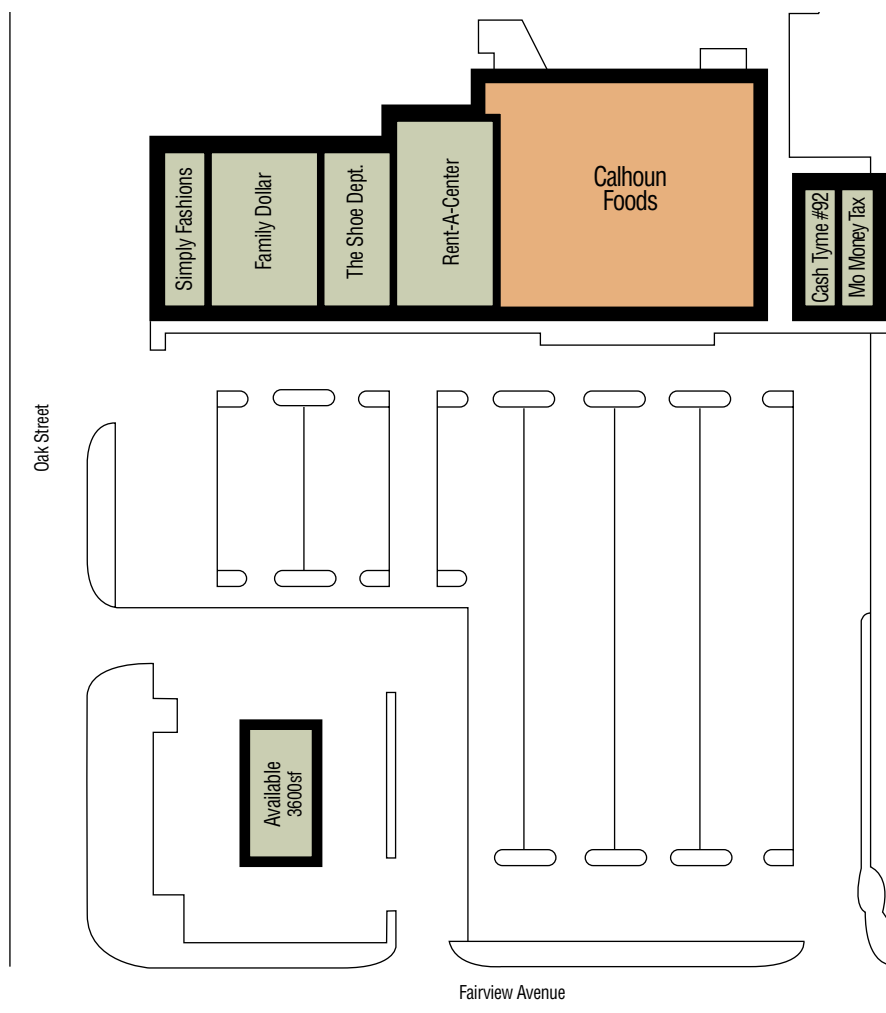 Simply Fashions
Family Dollar
The Shoe Dept.
Rent-A-Center
Calhoun
Foods
Cash Tyme #92
Mo Money Tax
Oak Street
Available
3600sf
Fairview Avenue